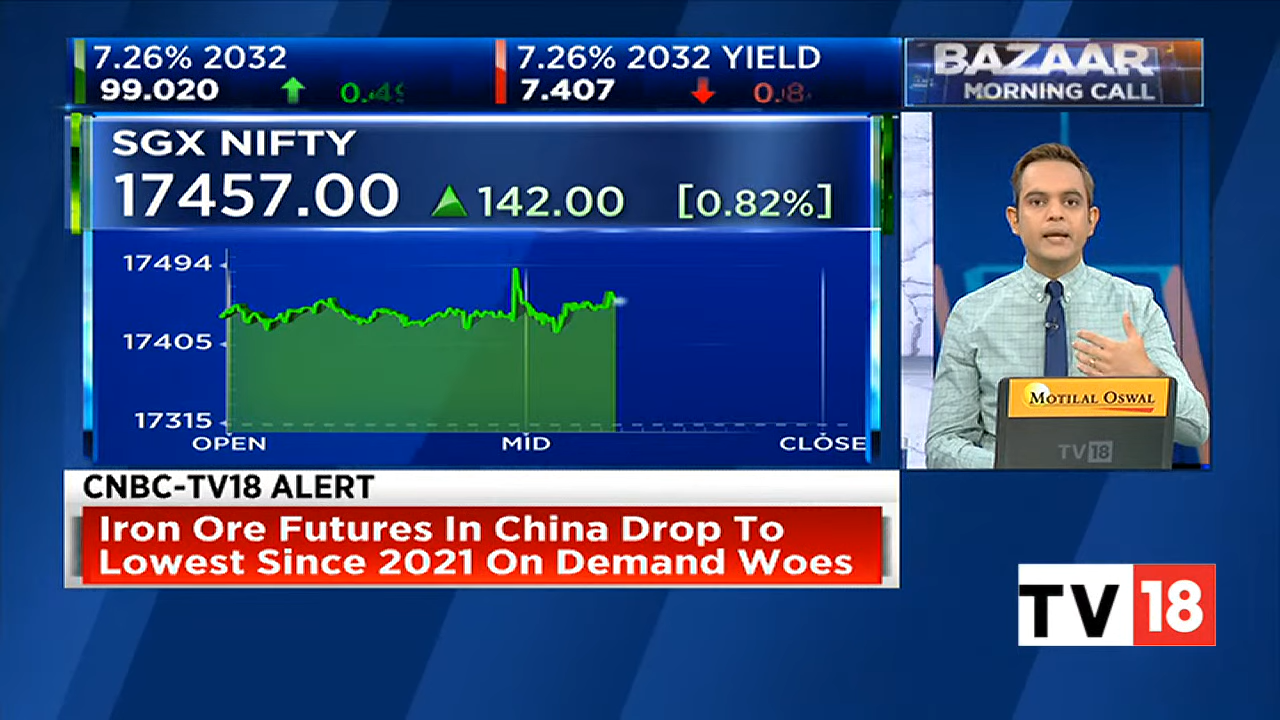 7.26% 2032
99.020
7.26% 2032 YIELD
7.407
BAZAAR
MORNING CALL
SGX NIFTY
17457.00 142.00 [0.82%]
17494
17405
17315
OPEN MID CLOSE
MOTILAL OSWAL
TV18
CNBC-TV18 ALERT
Iron Ore Futures In China Drop To
Lowest Since 2021 On Demand Woes
TV18